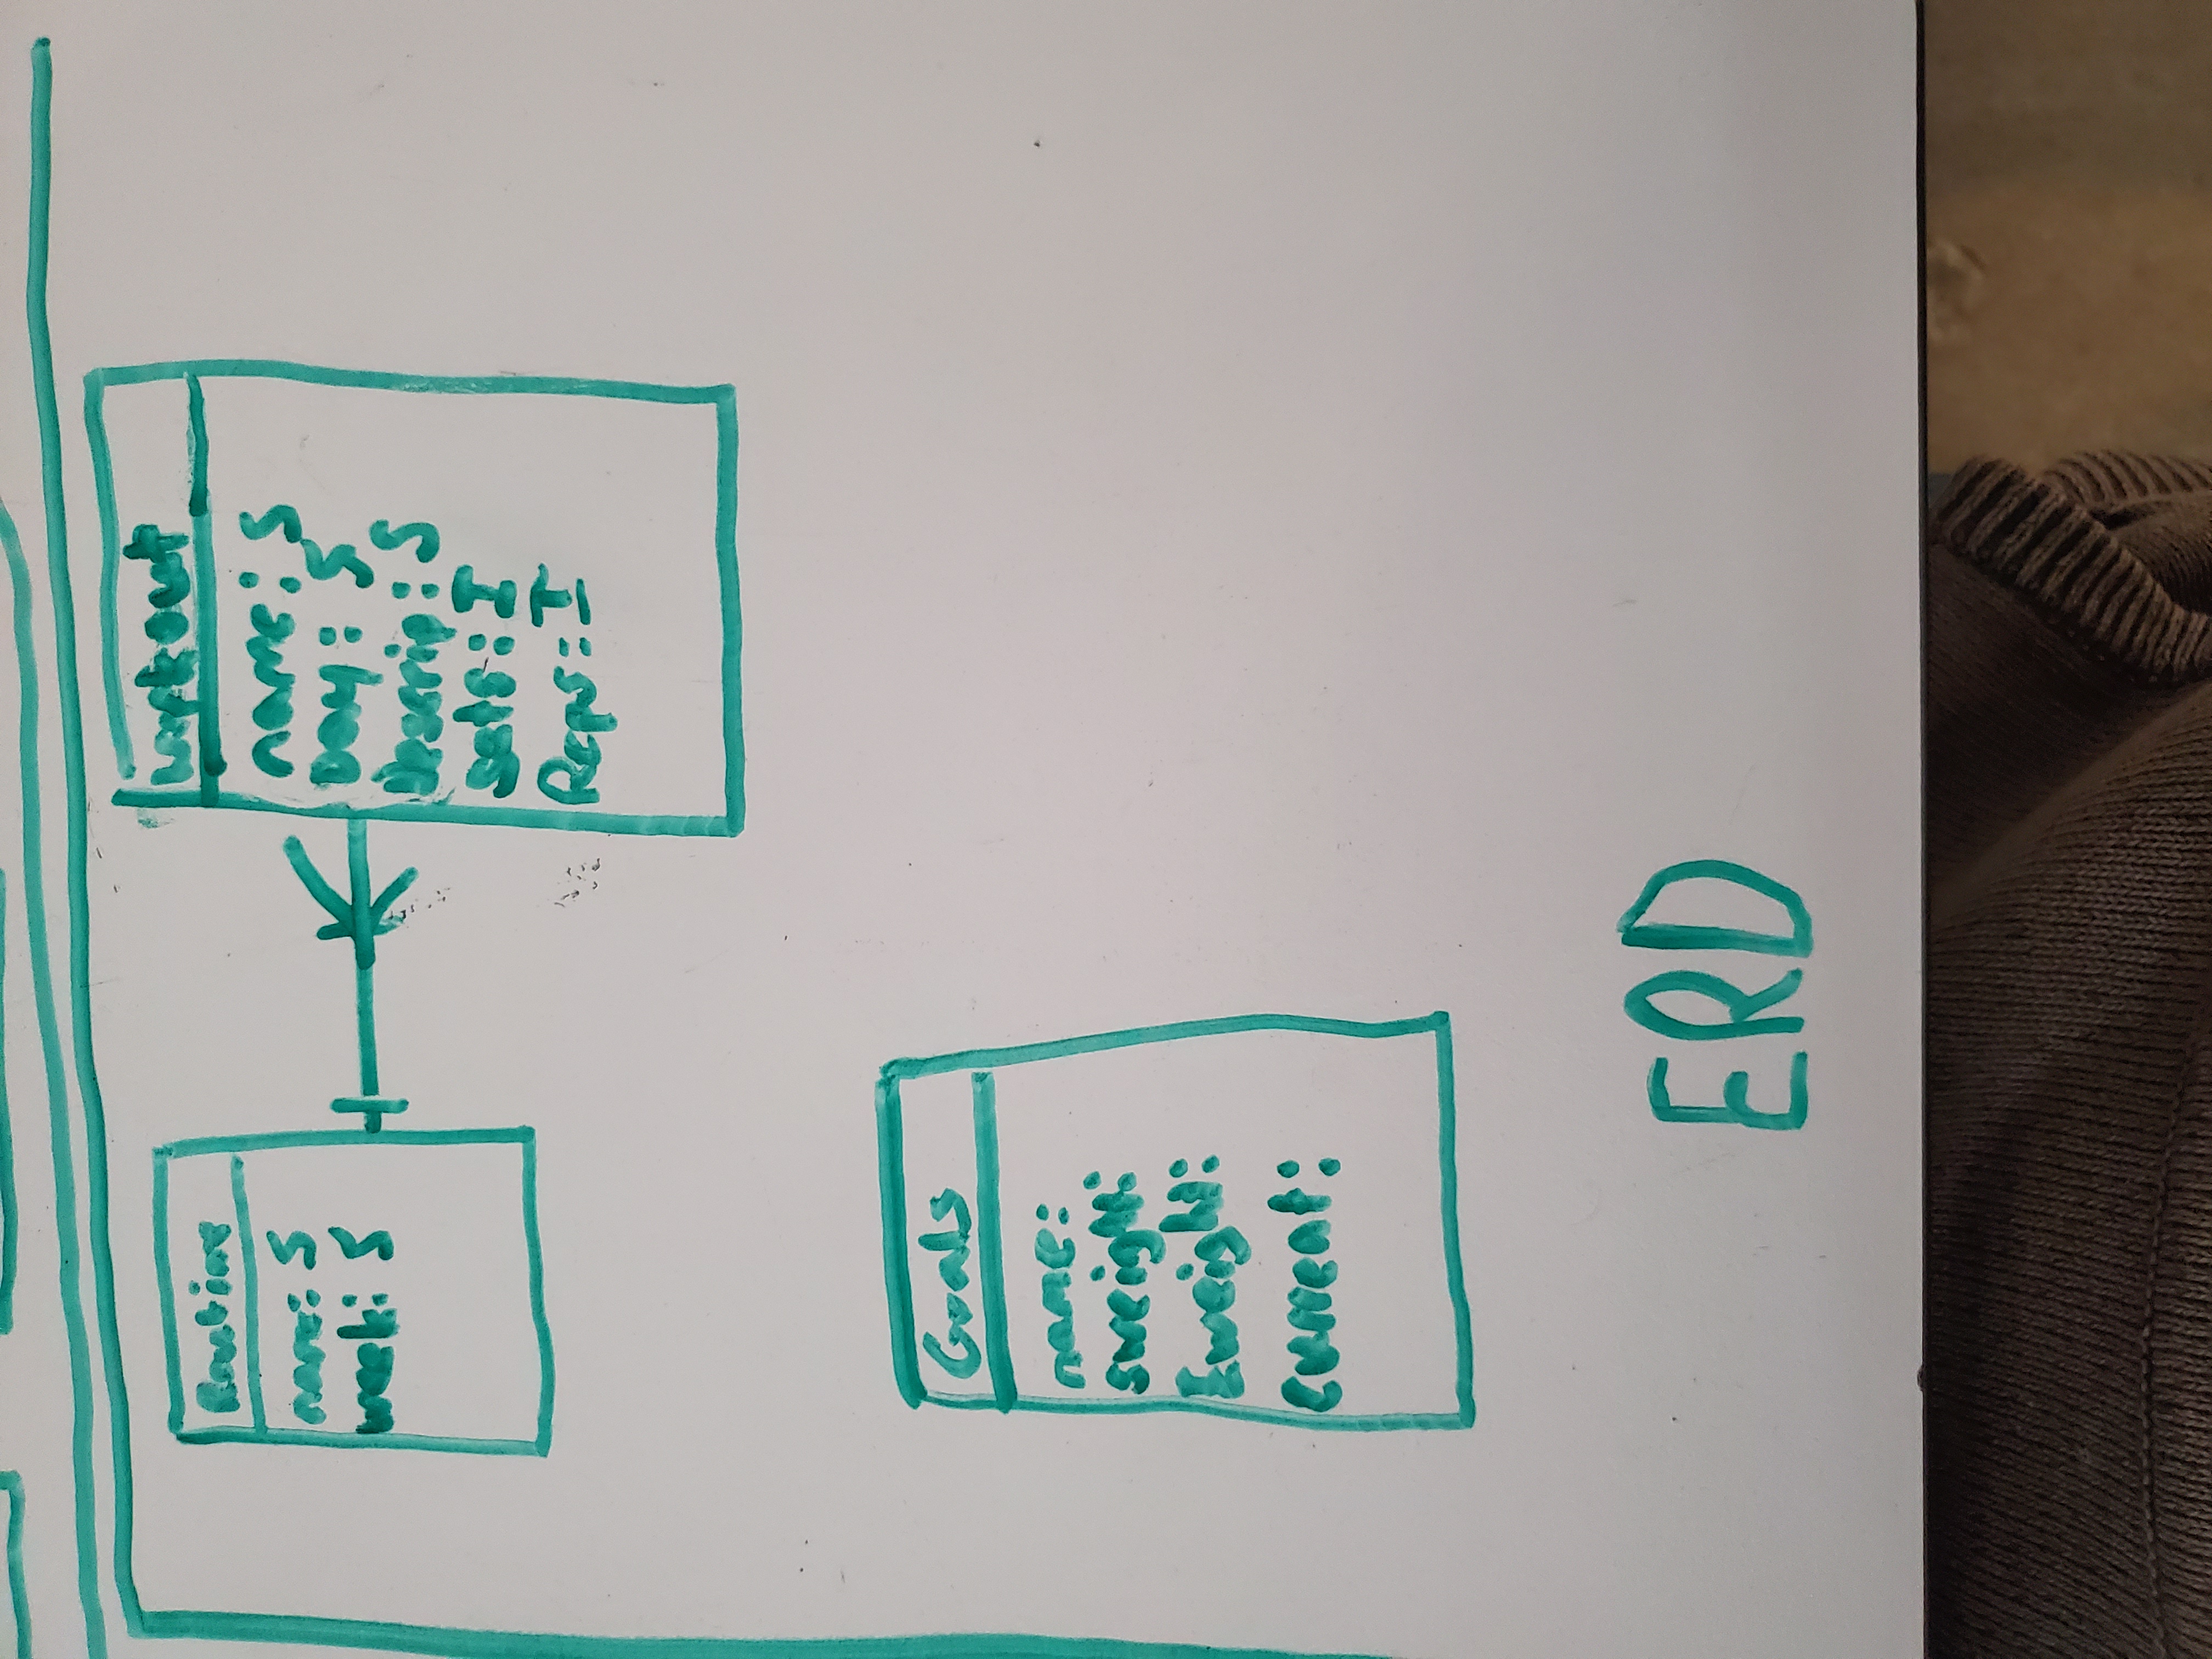 Routine
name: S
week: S
workout
name: S
Day: S
Descrip: S
sets: I
Reps: I
Goals
name:
sweight:
Eweight:
current:
ERD